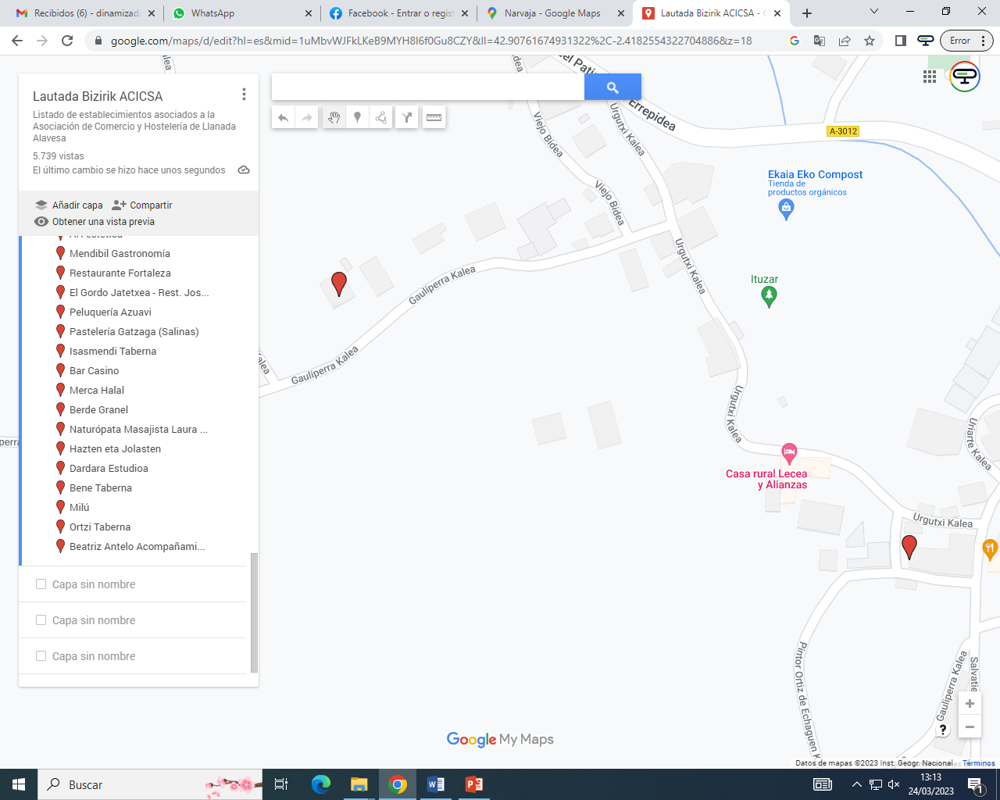 Recibidos (6) - dinamizado
WhatsApp
Facebook - Entrar o regist
Narvaja - Google Maps
Lautada Bizirik ACICSA - G
google.com/maps/d/edit?hl=es&mid=1uMbvWJFkLKeB9MYH8I6f0Gu8CZY&ll=42.90761674931322%2C-2.4182554322704886&z=18
Error
Lautada Bizirik ACICSA
Listado de establecimientos asociados a la
Asociación de Comercio y Hostelería de Llanada
Alavesa
5.739 vistas
El último cambio se hizo hace unos segundos
Añadir capa
Compartir
Obtener una vista previa
Mendibil Gastronomía
Restaurante Fortaleza
El Gordo Jatetxea - Rest. Jos...
Peluquería Azuavi
Pastelería Gatzaga (Salinas)
Isasmendi Taberna
Bar Casino
Merca Halal
Berde Granel
Naturópata Masajista Laura ...
Hazten eta Jolasten
Dardara Estudioa
Bene Taberna
Milú
Ortzi Taberna
Beatriz Antelo Acompañami...
Capa sin nombre
Capa sin nombre
Capa sin nombre
Bidea
Errepidea
A-3012
Viejo Bidea
Urgutxi Kalea
Viejo Bidea
Ekaia Eko Compost
Tienda de
productos orgánicos
Urgutxi Kalea
Gauliperra Kalea
Ituzar
Gauliperra Kalea
Urgutxi Kalea
Uriarte Kalea
Casa rural Lecea
y Alianzas
Urgutxi Kalea
Pintor Ortiz de Echaguen K
Gauliperra Kalea
Salvatie
Google My Maps
Datos de mapas ©2023 Inst. Geogr. Nacional
Términos
Buscar
13:13
24/03/2023
1